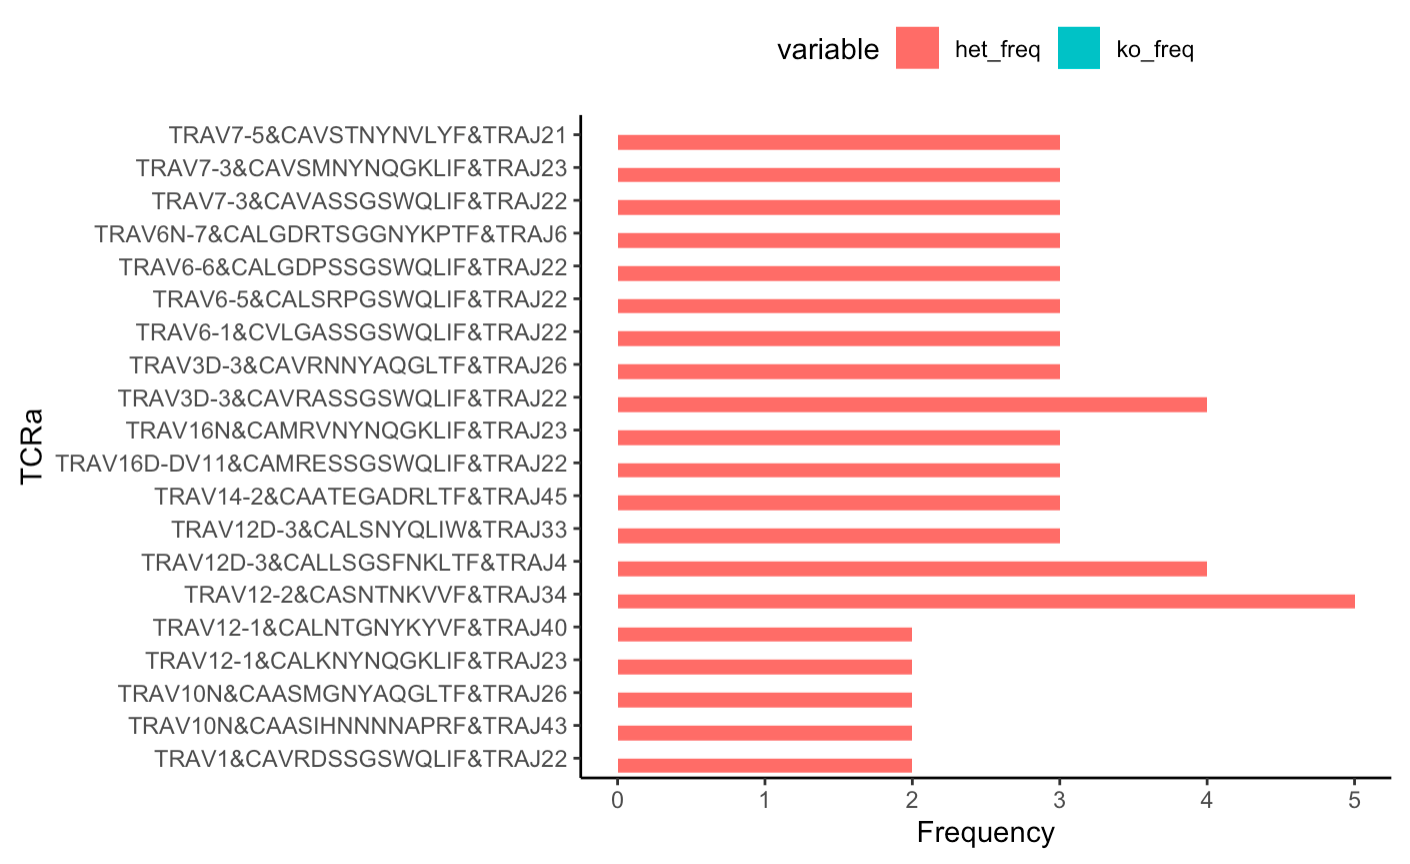 variable het_freq ko_freq
TRAV7-5&CAVSTNYNVLYF&TRAJ21
TRAV7-3&CAVSMNYNQGKLIF&TRAJ23
TRAV7-3&CAVASSGSWQLIF&TRAJ22
TRAV6N-7&CALGDRTSGGNYKPTF&TRAJ6
TRAV6-6&CALGDPSSGSWQLIF&TRAJ22
TRAV6-5&CALSRPGSWQLIF&TRAJ22
TRAV6-1&CVLGASSGSWQLIF&TRAJ22
TRAV3D-3&CAVRNNYAQGLTF&TRAJ26
TRAV3D-3&CAVRASSGSWQLIF&TRAJ22
TRAV16N&CAMRVNYNQGKLIF&TRAJ23
TRAV16D-DV11&CAMRESSGSWQLIF&TRAJ22
TRAV14-2&CAATEGADRLTF&TRAJ45
TRAV12D-3&CALSNYQLIW&TRAJ33
TRAV12D-3&CALLSGSFNKLTF&TRAJ4
TRAV12-2&CASNTNKVVF&TRAJ34
TRAV12-1&CALNTGNYKYVF&TRAJ40
TRAV12-1&CALKNYNQGKLIF&TRAJ23
TRAV10N&CAASMGNYAQGLTF&TRAJ26
TRAV10N&CAASIHNNNNAPRF&TRAJ43
TRAV1&CAVRDSSGSWQLIF&TRAJ22
TCRa
0 1 2 3 4 5
Frequency